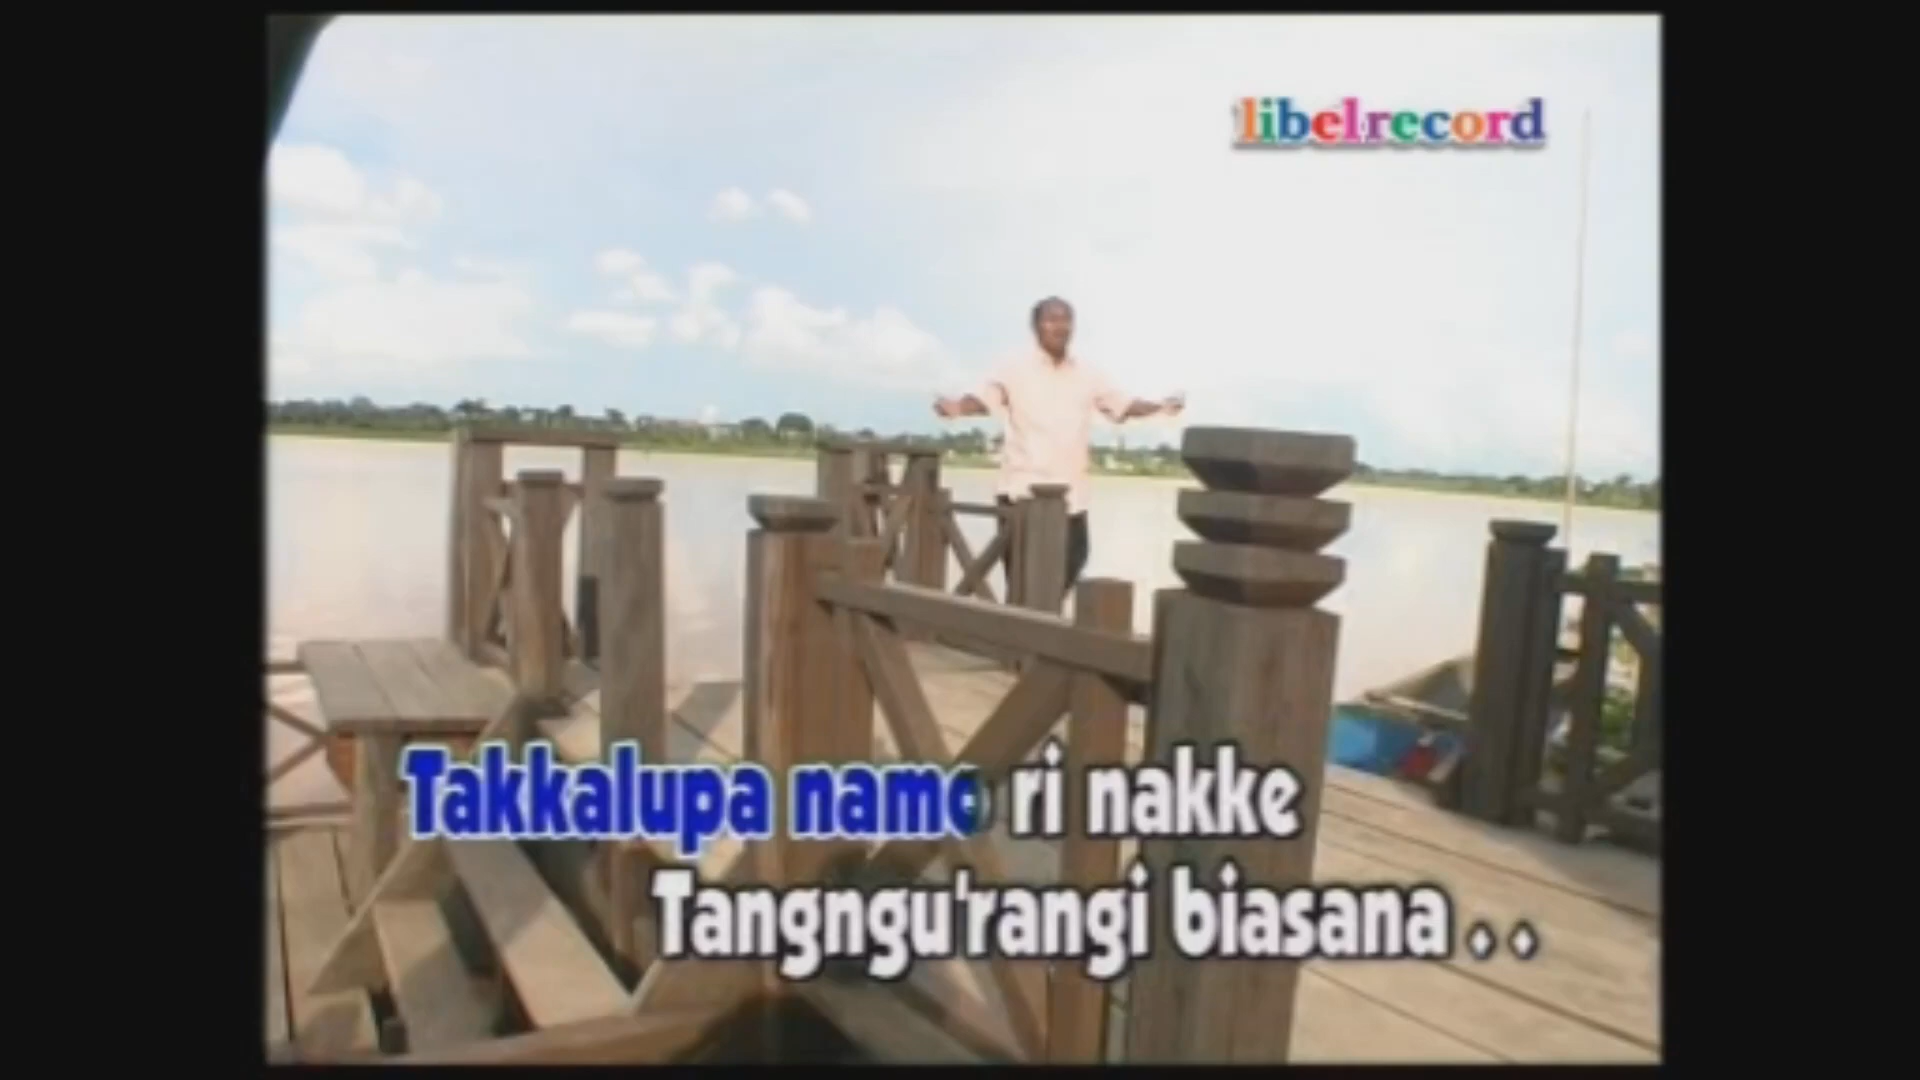 libelrecord
Takkalupa namo ri nakke
Tangngu'rangi biasana . .